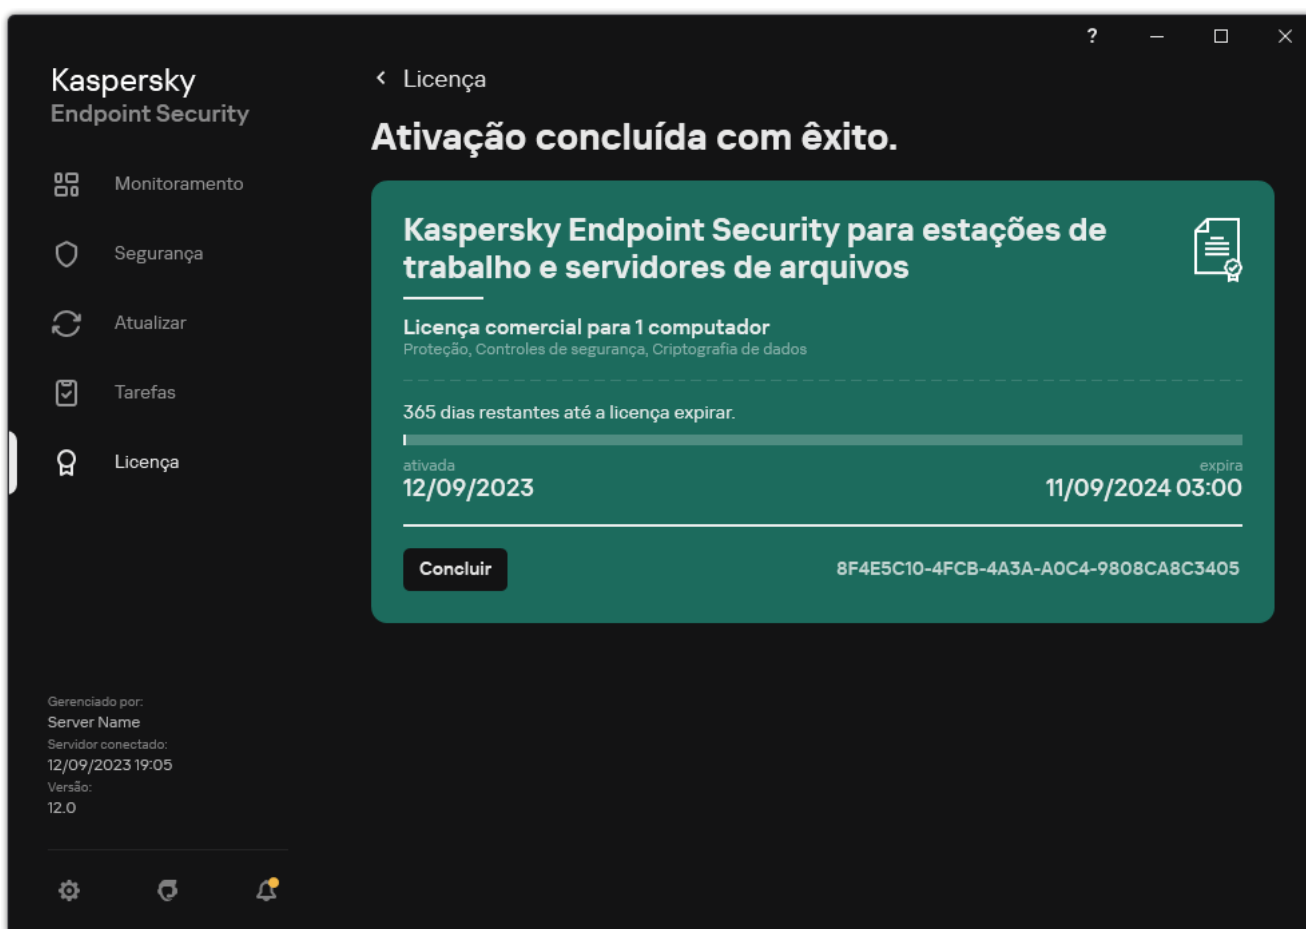 ?
Kaspersky
Endpoint Security
Monitoramento
Segurança
Atualizar
Tarefas
Licença
Gerenciado por:
Server Name
Servidor conectado:
12/09/2023 19:05
Versão:
12.0
Licença
Ativação concluída com êxito.
Kaspersky Endpoint Security para estações de
trabalho e servidores de arquivos
Licença comercial para 1 computador
Proteção, Controles de segurança, Criptografia de dados
365 dias restantes até a licença expirar.
ativada expira
12/09/2023 11/09/2024 03:00
Concluir 8F4E5C10-4FCB-4A3A-A0C4-9808CA8C3405